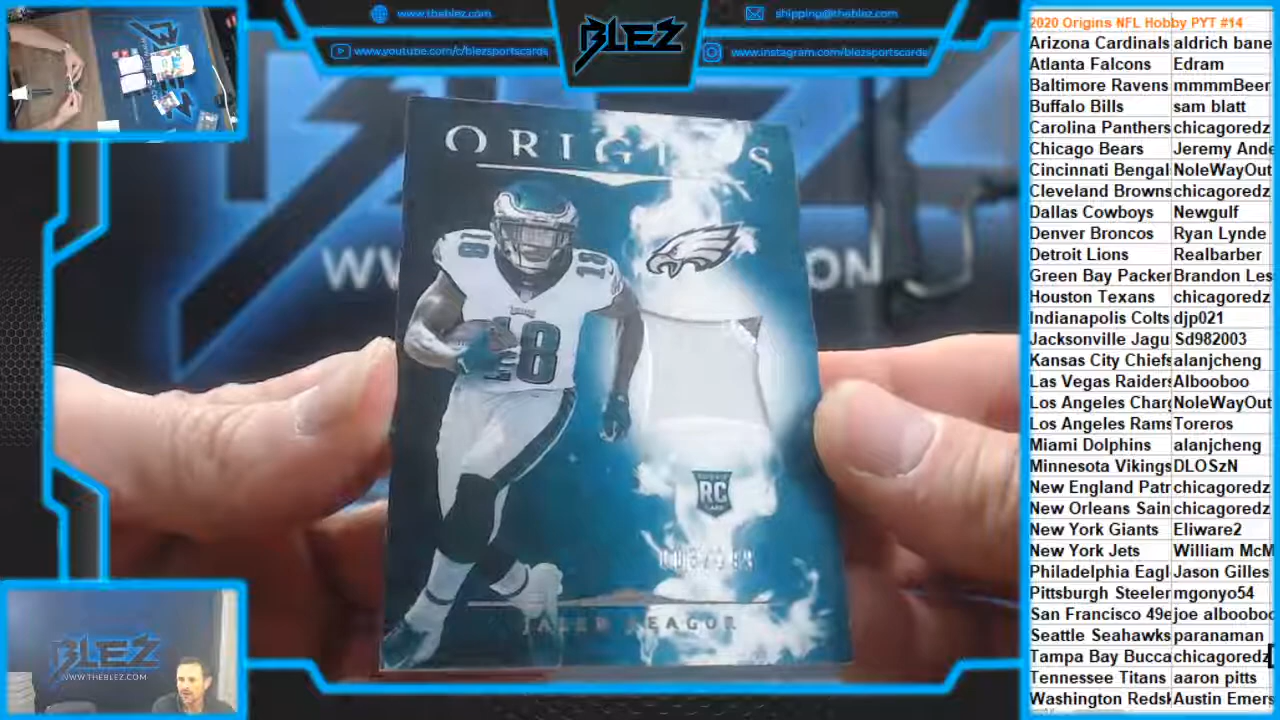 www.theblez.com
shipping@theblez.com
www.youtube.com/c/blezsportscards
www.instagram.com/blezsportscards
BLEZ
2020 Origins NFL Hobby PYT #14
Arizona Cardinals aldrich bane
Atlanta Falcons Edram
Baltimore Ravens mmmmBeer
Buffalo Bills sam blatt
Carolina Panthers chicagoredz
Chicago Bears Jeremy Ande
Cincinnati Bengal NoleWayOut
Cleveland Browns chicagoredz
Dallas Cowboys Newgulf
Denver Broncos Ryan Lynde
Detroit Lions Realbarber
Green Bay Packer Brandon Les
Houston Texans chicagoredz
Indianapolis Colts djp021
Jacksonville Jagu Sd982003
Kansas City Chiefs alanjcheng
Las Vegas Raiders Albooboo
Los Angeles Charg NoleWayOut
Los Angeles Rams Toreros
Miami Dolphins alanjcheng
Minnesota Vikings DLOSzN
New England Patr chicagoredz
New Orleans Sain chicagoredz
New York Giants Eliware2
New York Jets William McM
Philadelphia Eagl Jason Gilles
Pittsburgh Steeler mgonyo54
San Francisco 49e joe albooboo
Seattle Seahawks paranaman
Tampa Bay Bucca chicagoredz
Tennessee Titans aaron pitts
Washington Redsk Austin Emers
ORIGINS
81
18
18
RC
JALEN REAGOR
BLEZ
WWW.THEBLEZ.COM